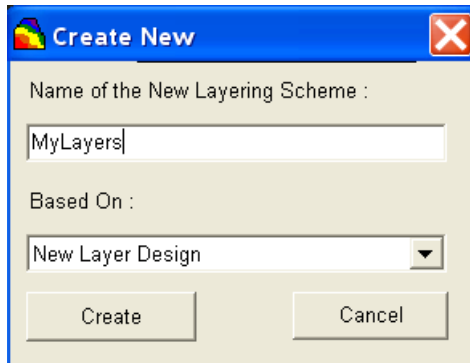 Create New
Name of the New Layering Scheme :
MyLayers
Based On :
New Layer Design
Create
Cancel